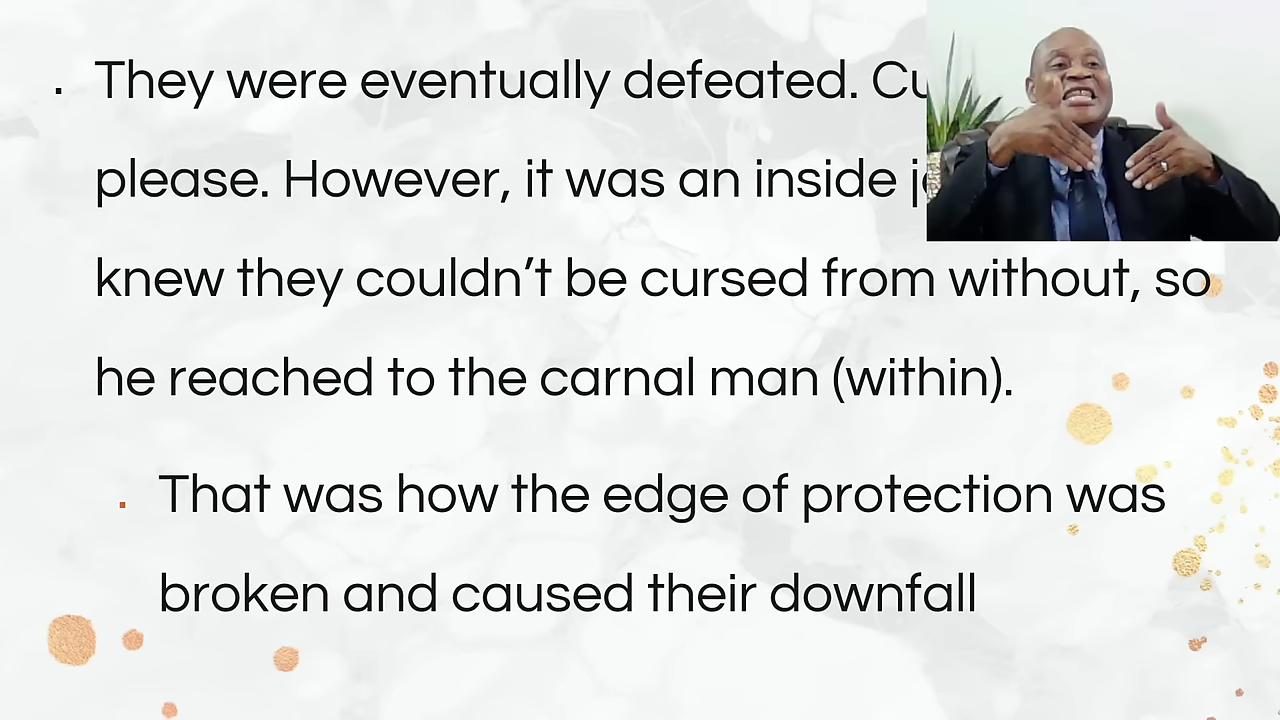 They were eventually defeated.
please. However, it was an inside
knew they couldn’t be cursed from without, so
he reached to the carnal man (within).
That was how the edge of protection was
broken and caused their downfall